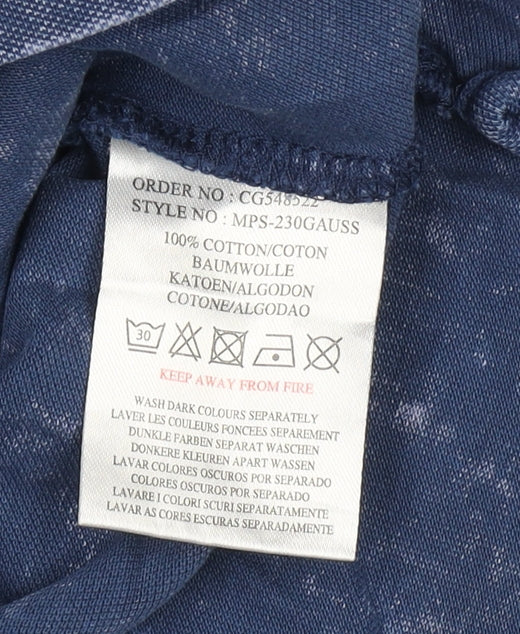 ORDER NO : CG548522
STYLE NO : MPS-230GAUSS
100% COTTON/COTON
BAUMWOLLE
KATOEN/ALGODON
COTONE/ALGODAO
30
KEEP AWAY FROM FIRE
WASH DARK COLOURS SEPARATELY
LAVER LES COULEURS FONCEES SEPAREMENT
DUNKLE FARBEN SEPARAT WASCHEN
DONKERE KLEUREN APART WASSEN
LAVAR COLORES OSCUROS POR SEPARADO
COLORES OSCUROS POR SEPARADO
LAVARE I COLORI SCURI SEPARATAMENTE
LAVAR AS CORES ESCURAS SEPARADAMENTE